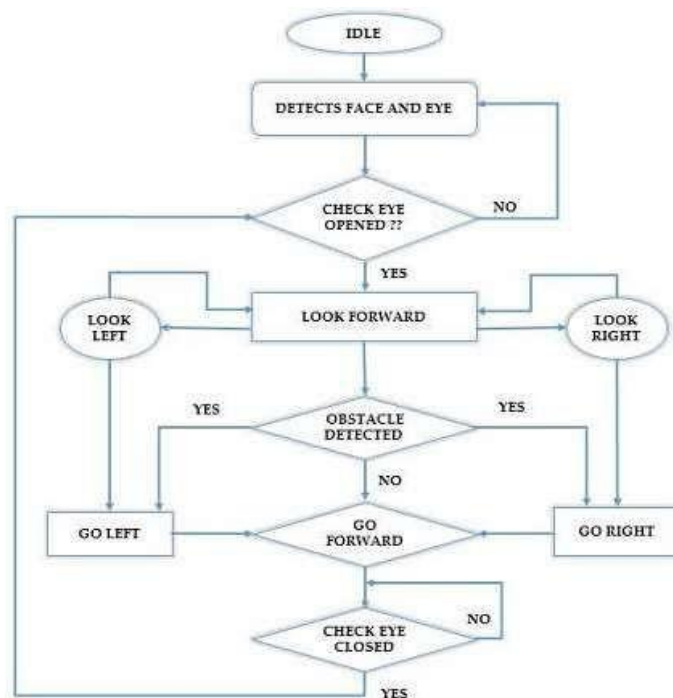 IDLE
DETECTS FACE AND EYE
CHECK EYE
OPENED ??
NO
YES
LOOK
LEFT
LOOK FORWARD
LOOK
RIGHT
YES
OBSTACLE
DETECTED
YES
NO
GO LEFT
GO
FORWARD
GO RIGHT
CHECK EYE
CLOSED
NO
YES